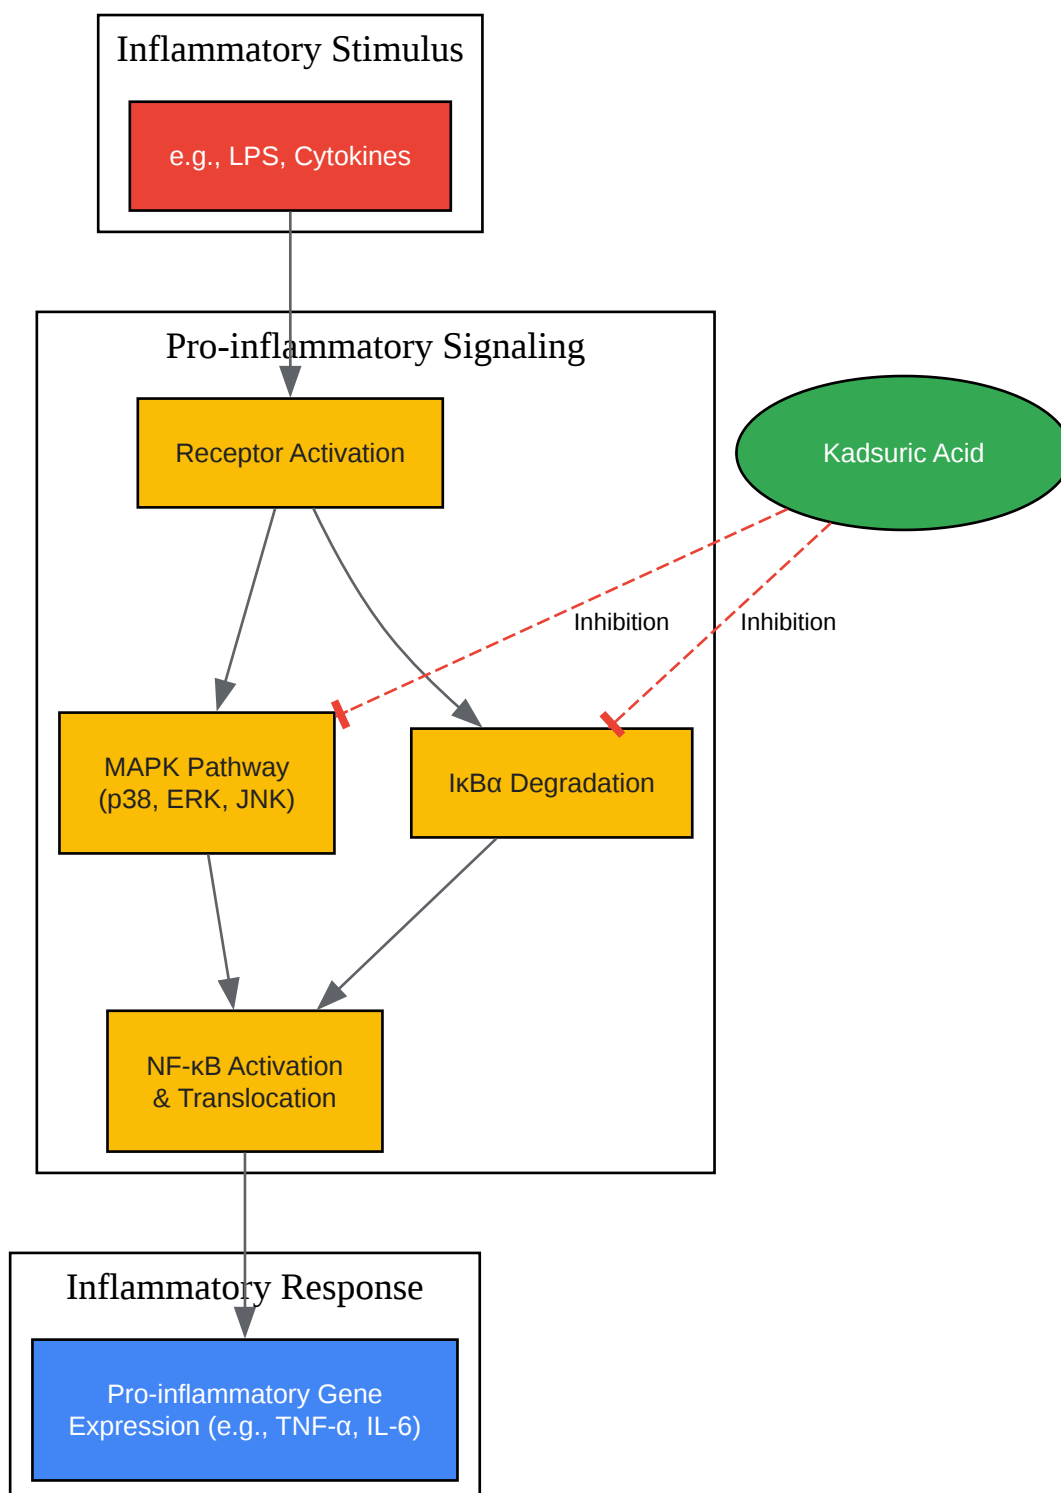 Inflammatory Stimulus
e.g., LPS, Cytokines
Pro-inflammatory Signaling
Receptor Activation
Kadsuric Acid
Inhibition
Inhibition
MAPK Pathway
(p38, ERK, JNK)
IκBα Degradation
NF-κB Activation
& Translocation
Inflammatory Response
Pro-inflammatory Gene
Expression (e.g., TNF-α, IL-6)